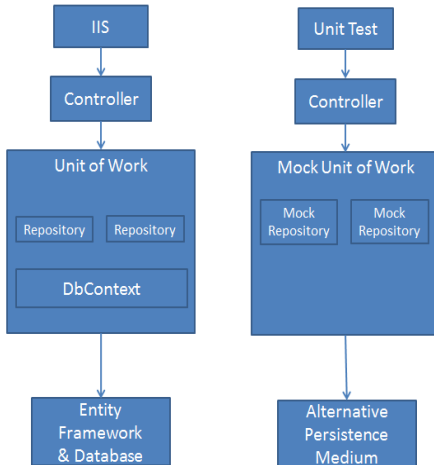 IIS
Controller
Unit of Work
Repository
Repository
DbContext
Entity
Framework
& Database
Unit Test
Controller
Mock Unit of Work
Mock
Repository
Mock
Repository
Alternative
Persistence
Medium